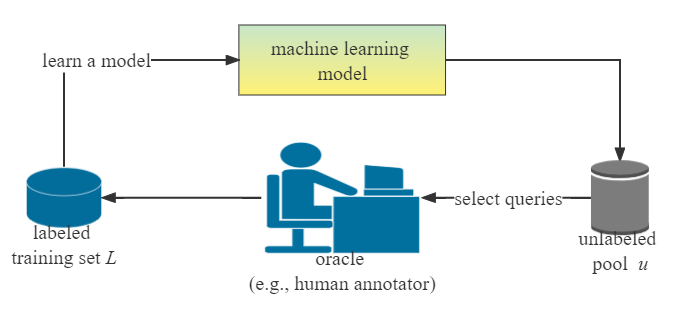 learn a model
machine learning
model
select queries
labeled
training set L
oracle
(e.g., human annotator)
unlabeled
pool u